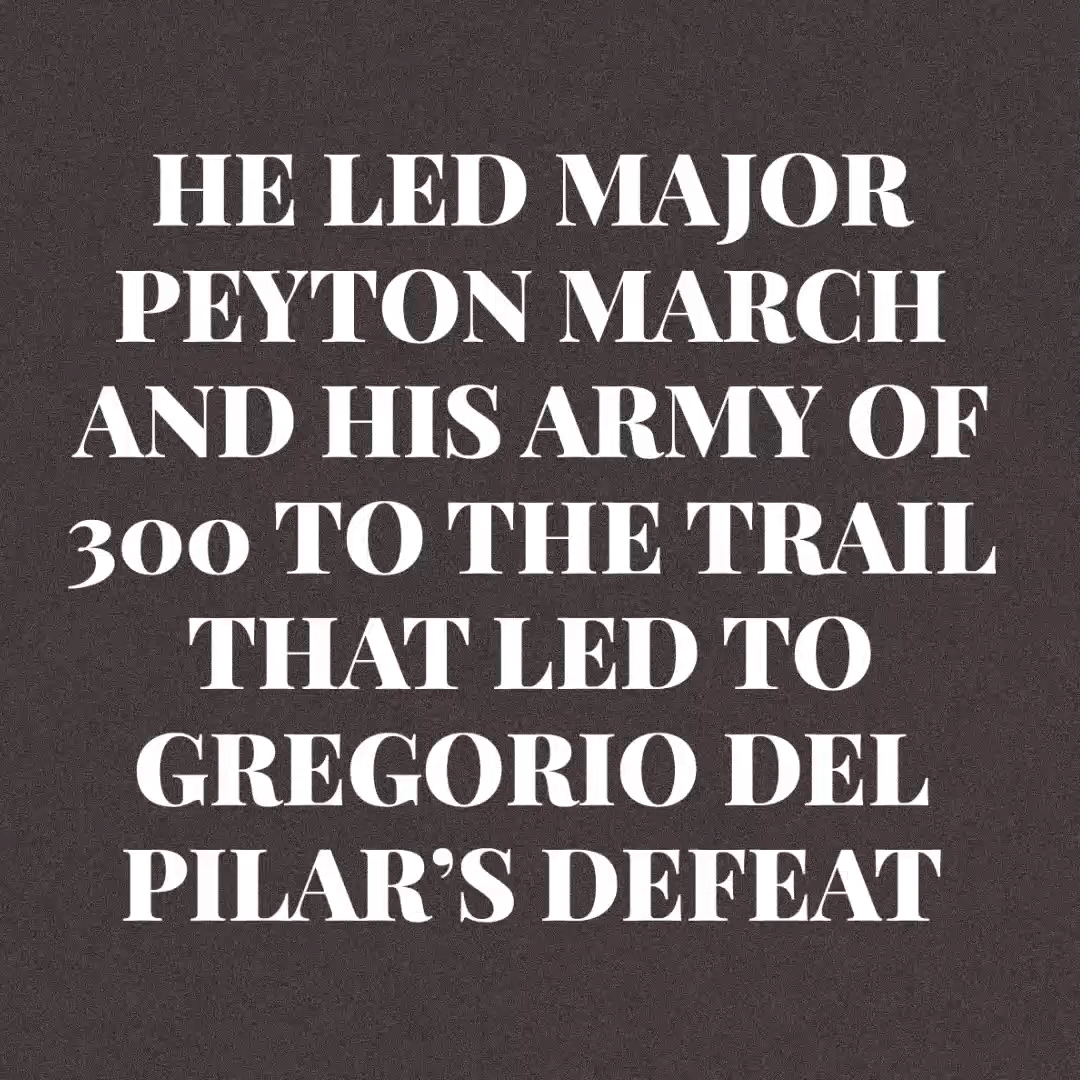 HE LED MAJOR
PEYTON MARCH
AND HIS ARMY OF
300 TO THE TRAIL
THAT LED TO
GREGORIO DEL
PILAR’S DEFEAT